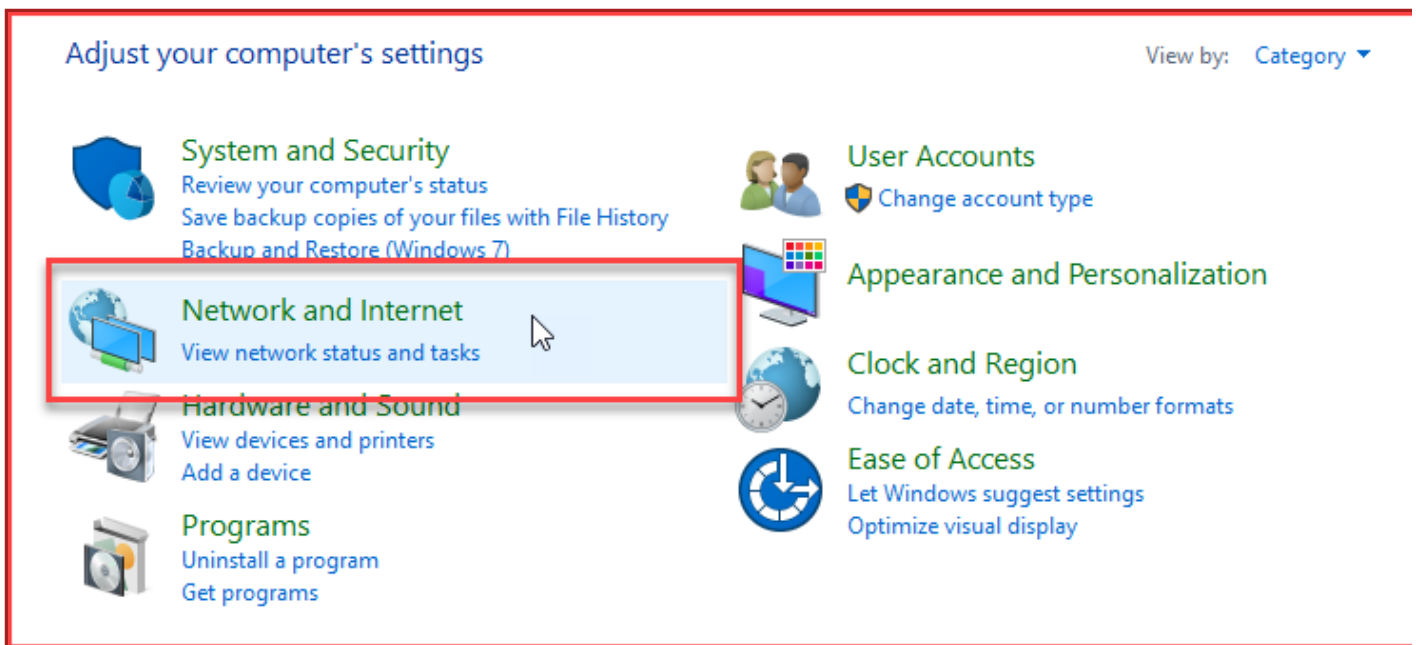 Adjust your computer's settings
View by: Category
System and Security
Review your computer's status
Save backup copies of your files with File History
Backup and Restore (Windows 7)
Network and Internet
View network status and tasks
Hardware and Sound
View devices and printers
Add a device
Programs
Uninstall a program
Get programs
User Accounts
Change account type
Appearance and Personalization
Clock and Region
Change date, time, or number formats
Ease of Access
Let Windows suggest settings
Optimize visual display